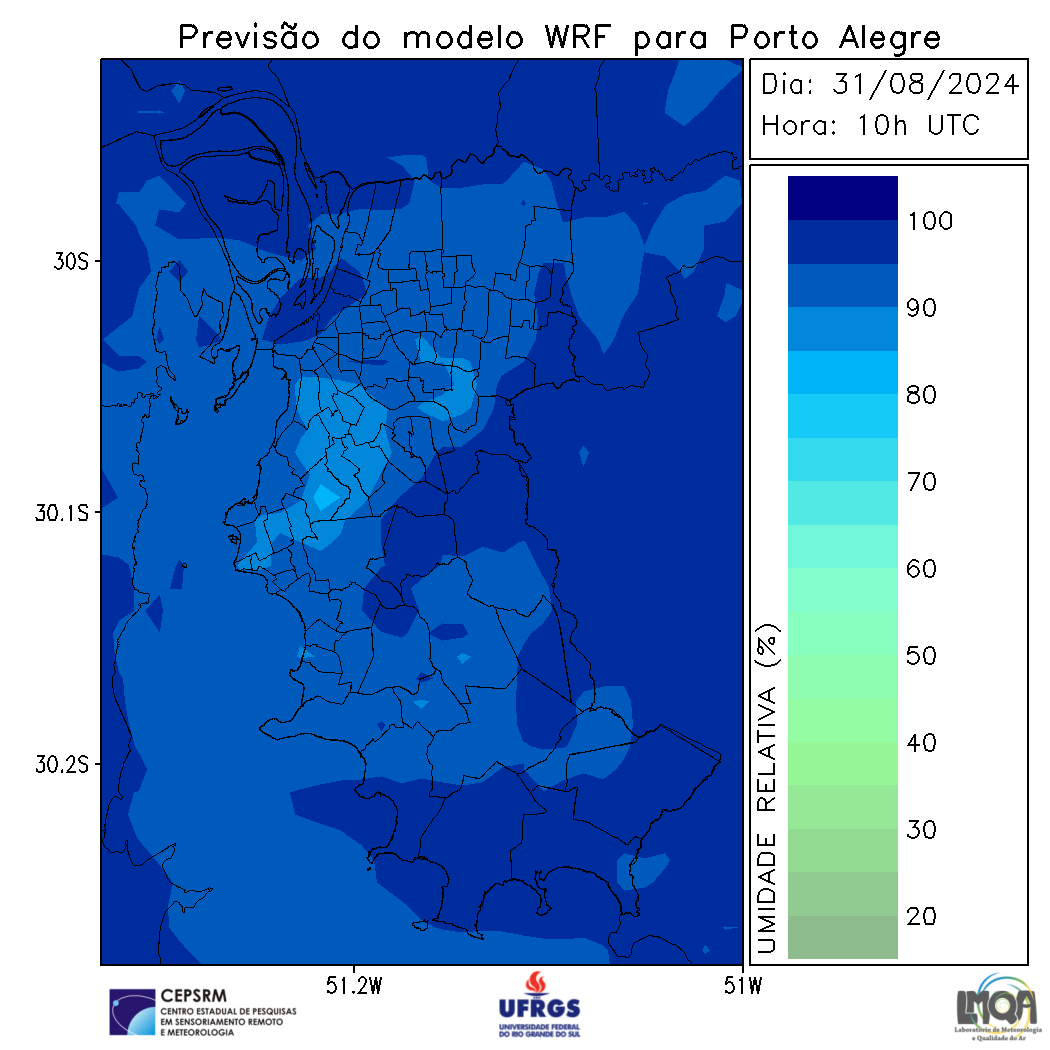 Previsão do modelo WRF para Porto Alegre
Dia: 31/08/2024
Hora: 10h UTC
30S
30.1S
30.2S
51.2W
51W
100
90
80
70
60
50
40
30
20
UMIDADE RELATIVA (%)
CEPSRM
CENTRO ESTADUAL DE PESQUISAS
EM SENSORIAMENTO REMOTO
E METEOROLOGIA
UFRGS
UNIVERSIDADE FEDERAL
DO RIO GRANDE DO SUL
LMQA
Laboratório de Meteorologia
e Qualidade do Ar